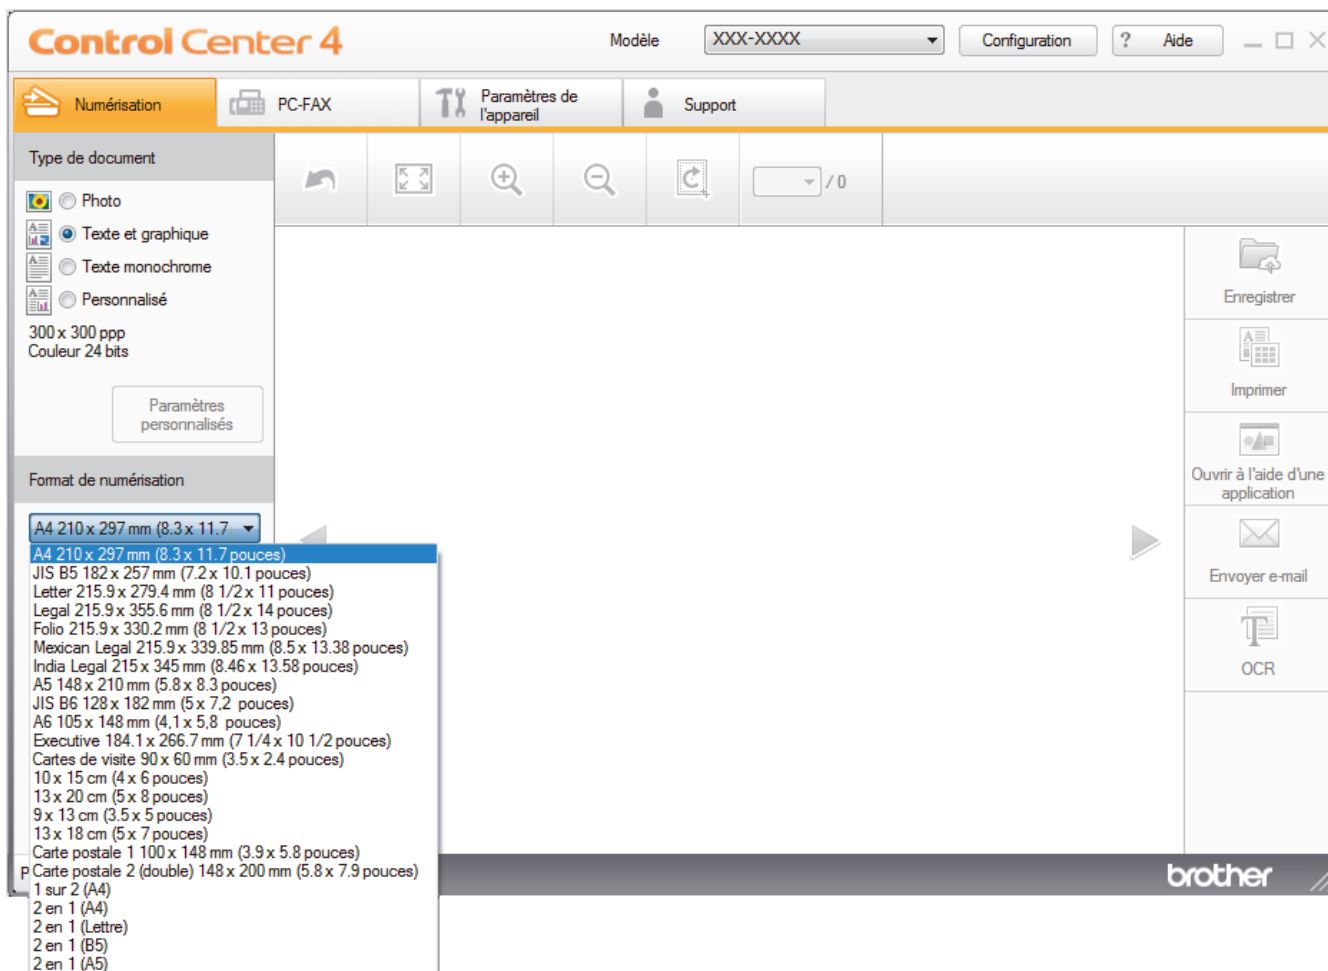 Control Center 4
Modèle
XXX-XXXX
Configuration
? Aide
Numérisation
PC-FAX
Paramètres de
l'appareil
Support
Type de document
Photo
Texte et graphique
Texte monochrome
Personnalisé
300 x 300 ppp
Couleur 24 bits
Paramètres
personnalisés
/ 0
Format de numérisation
A4 210 x 297 mm (8.3 x 11.7
A4 210 x 297 mm (8.3 x 11.7 pouces)
JIS B5 182 x 257 mm (7.2 x 10.1 pouces)
Letter 215.9 x 279.4 mm (8 1/2 x 11 pouces)
Legal 215.9 x 355.6 mm (8 1/2 x 14 pouces)
Folio 215.9 x 330.2 mm (8 1/2 x 13 pouces)
Mexican Legal 215.9 x 339.85 mm (8.5 x 13.38 pouces)
India Legal 215 x 345 mm (8.46 x 13.58 pouces)
A5 148 x 210 mm (5.8 x 8.3 pouces)
JIS B6 128 x 182 mm (5 x 7,2 pouces)
A6 105 x 148 mm (4,1 x 5,8 pouces)
Executive 184.1 x 266.7 mm (7 1/4 x 10 1/2 pouces)
Cartes de visite 90 x 60 mm (3.5 x 2.4 pouces)
10 x 15 cm (4 x 6 pouces)
13 x 20 cm (5 x 8 pouces)
9 x 13 cm (3.5 x 5 pouces)
13 x 18 cm (5 x 7 pouces)
Carte postale 1 100 x 148 mm (3.9 x 5.8 pouces)
Carte postale 2 (double) 148 x 200 mm (5.8 x 7.9 pouces)
1 sur 2 (A4)
2 en 1 (A4)
2 en 1 (Lettre)
2 en 1 (B5)
2 en 1 (A5)
Enregistrer
Imprimer
Ouvrir à l'aide d'une
application
Envoyer e-mail
OCR
P
brother